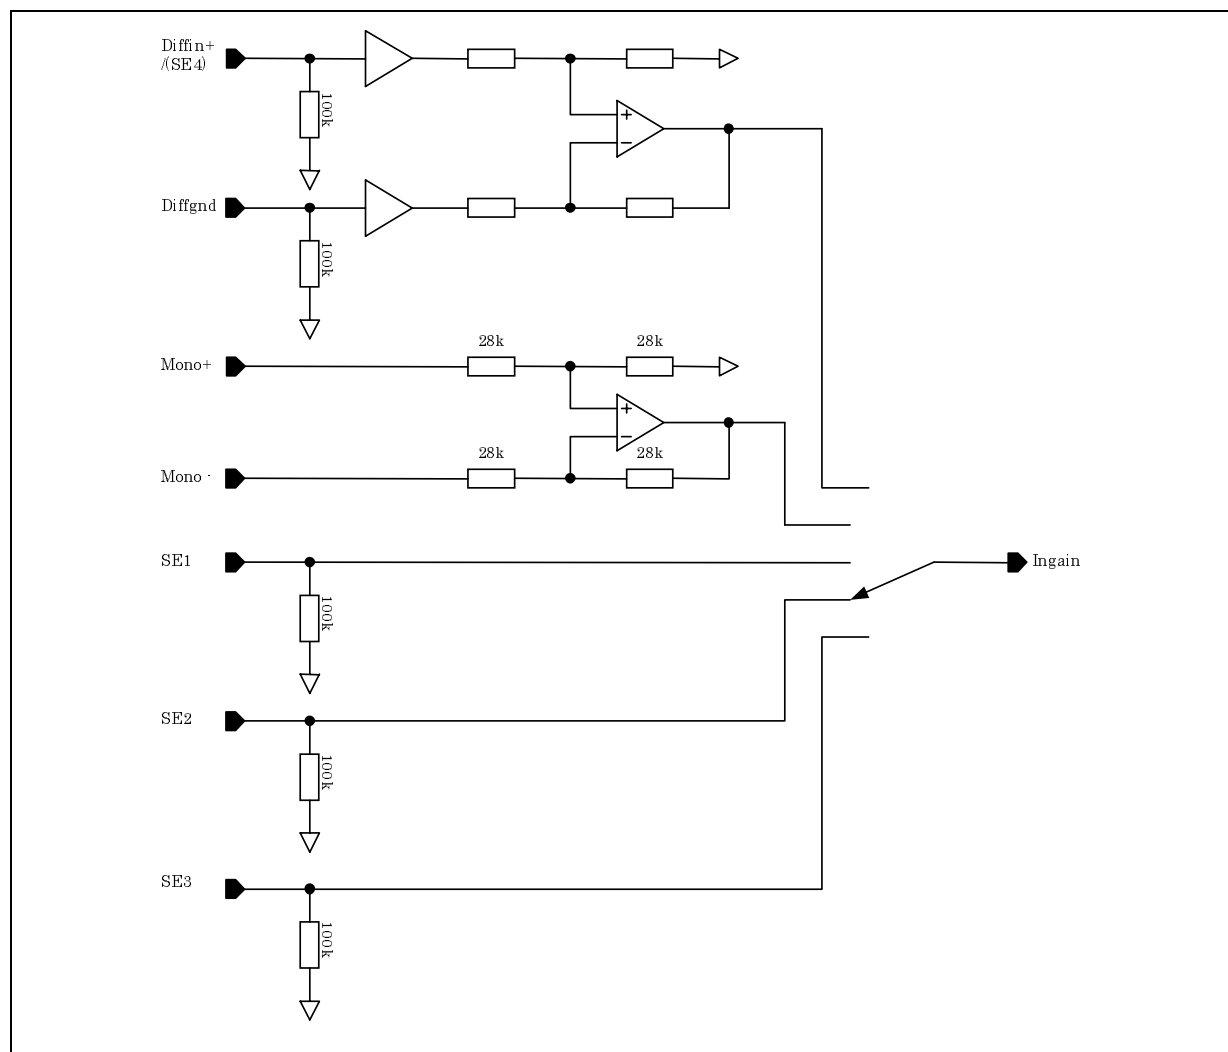 Diffin+
/(SE4)
100k
+
−
Diffgnd
100k
28k
28k
Mono+
+
−
28k
28k
Mono -
SE1
Ingain
100k
SE2
100k
SE3
100k